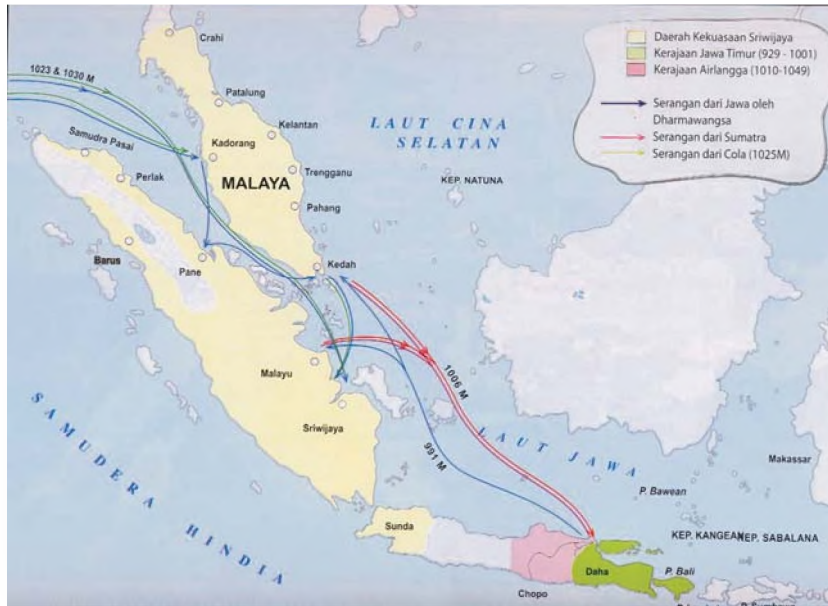 Daerah Kekuasaan Sriwijaya
Kerajaan Jawa Timur (929 - 1001)
Kerajaan Airlangga (1010-1049)
Serangan dari Jawa oleh
Dharmawangsa
Serangan dari Sumatra
Serangan dari Cola (1025M)
Crahi
1023 & 1030 M
Patalung
Kelantan
LAUT CINA
SELATAN
Samudra Pasai
Kadorang
Trengganu
Perlak
MALAYA
KEP. NATUNA
Pahang
Barus
Pane
Kedah
Malayu
1006 M
Sriwijaya
SAMUDERA HINDIA
991 M
LAUT JAWA
Makassar
P. Bawean
Sunda
KEP. KANGEAN
KEP. SABALANA
Daha
P. Bali
Chopo